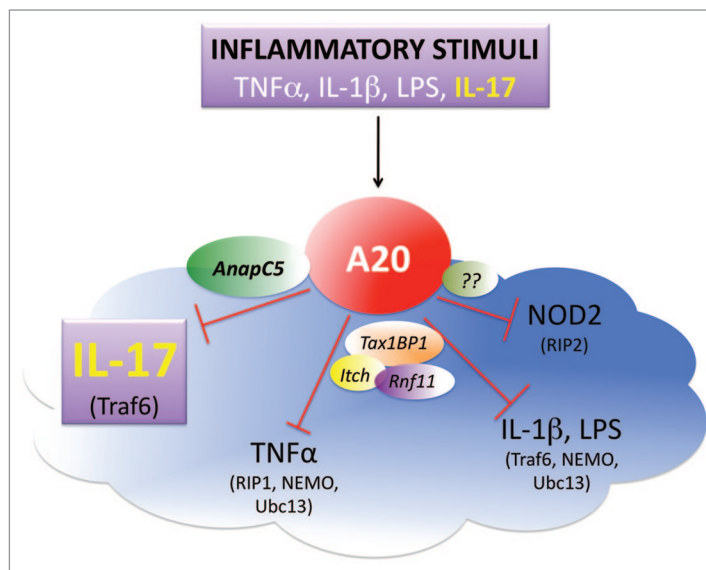 INFLAMMATORY STIMULI
TNFα, IL-1β, LPS, IL-17
A20
AnapC5
??
NOD2
(RIP2)
IL-17
(Traf6)
Tax1BP1
Itch
Rnf11
TNFα
(RIP1, NEMO,
Ubc13)
IL-1β, LPS
(Traf6, NEMO,
Ubc13)